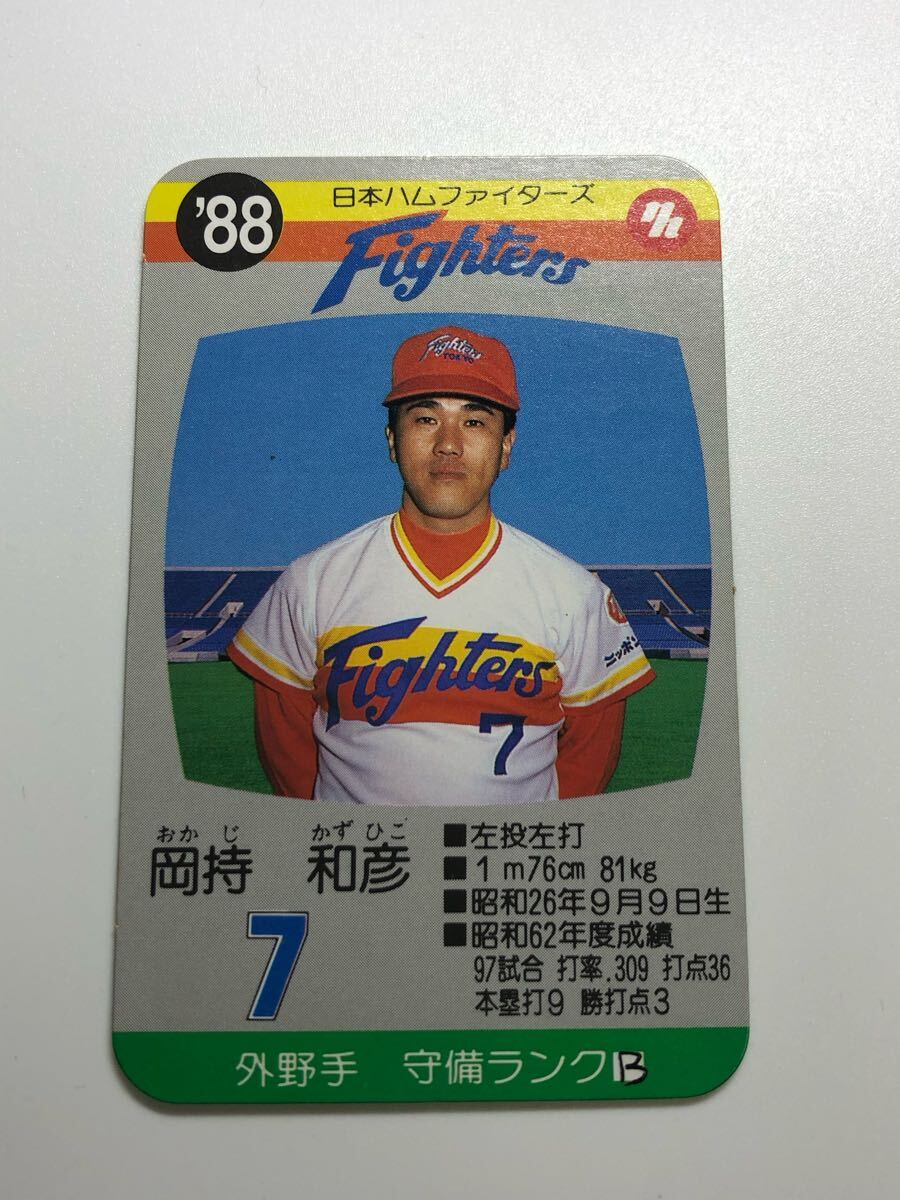 '88
日本ハムファイターズ
Fighters
Fighters
TOKYO
ニッポン
Fighters
7
おかじ かずひこ
岡持 和彦
7
■左投左打
■1m76cm 81kg
■昭和26年9月9日生
■昭和62年度成績
97試合 打率.309 打点36
本塁打9 勝打点3
外野手 守備ランクB